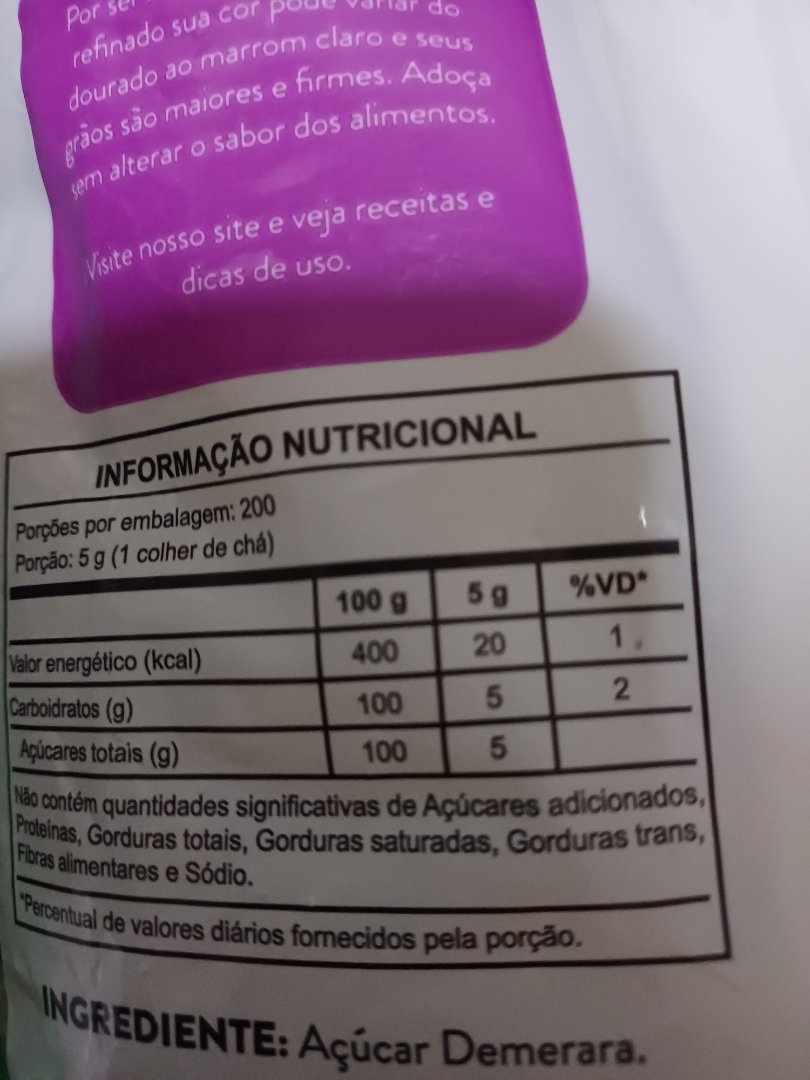 Por ser
refinado sua cor pode variar do
dourado ao marrom claro e seus
grãos são maiores e firmes. Adoça
sem alterar o sabor dos alimentos.
Visite nosso site e veja receitas e
dicas de uso.
INFORMAÇÃO NUTRICIONAL
Porções por embalagem: 200
Porção: 5 g (1 colher de chá)
100 g 5 g %VD*
Valor energético (kcal) 400 20 1
Carboidratos (g) 100 5 2
Açúcares totais (g) 100 5
Não contém quantidades significativas de Açúcares adicionados,
Proteínas, Gorduras totais, Gorduras saturadas, Gorduras trans,
Fibras alimentares e Sódio.
*Percentual de valores diários fornecidos pela porção.
INGREDIENTE: Açúcar Demerara.